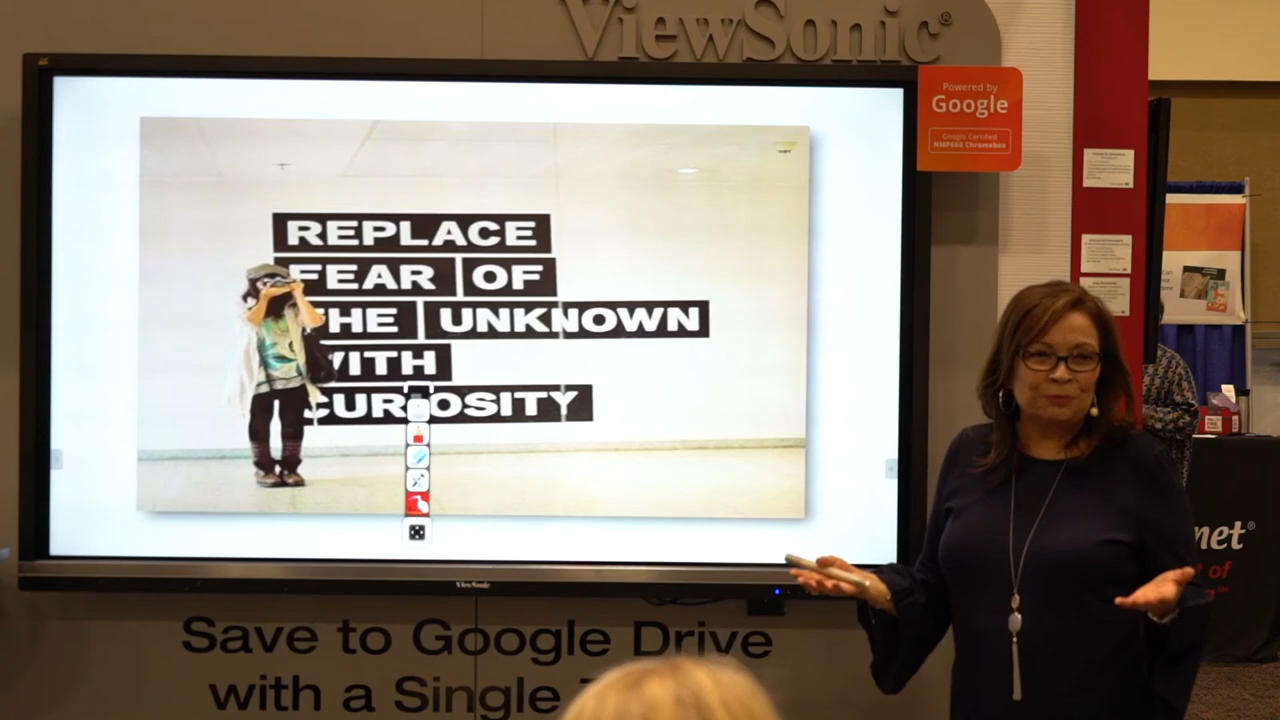 ViewSonic®
Powered by
Google
Google Certified
NMP660 Chromebox
REPLACE
FEAR OF
THE UNKNOWN
WITH
CURIOSITY
ViewSonic
Save to Google Drive
with a Single
net®
of